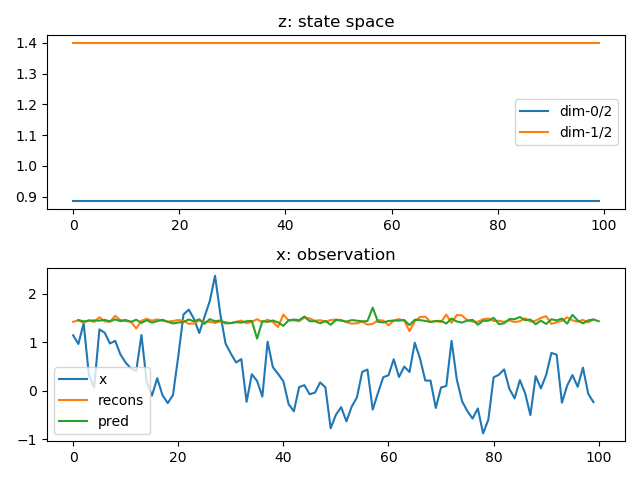 z: state space
1.4
1.3
1.2
1.1
1.0
0.9
dim-0/2
dim-1/2
0 20 40 60 80 100
x: observation
2
1
0
−1
x
recons
pred
0 20 40 60 80 100